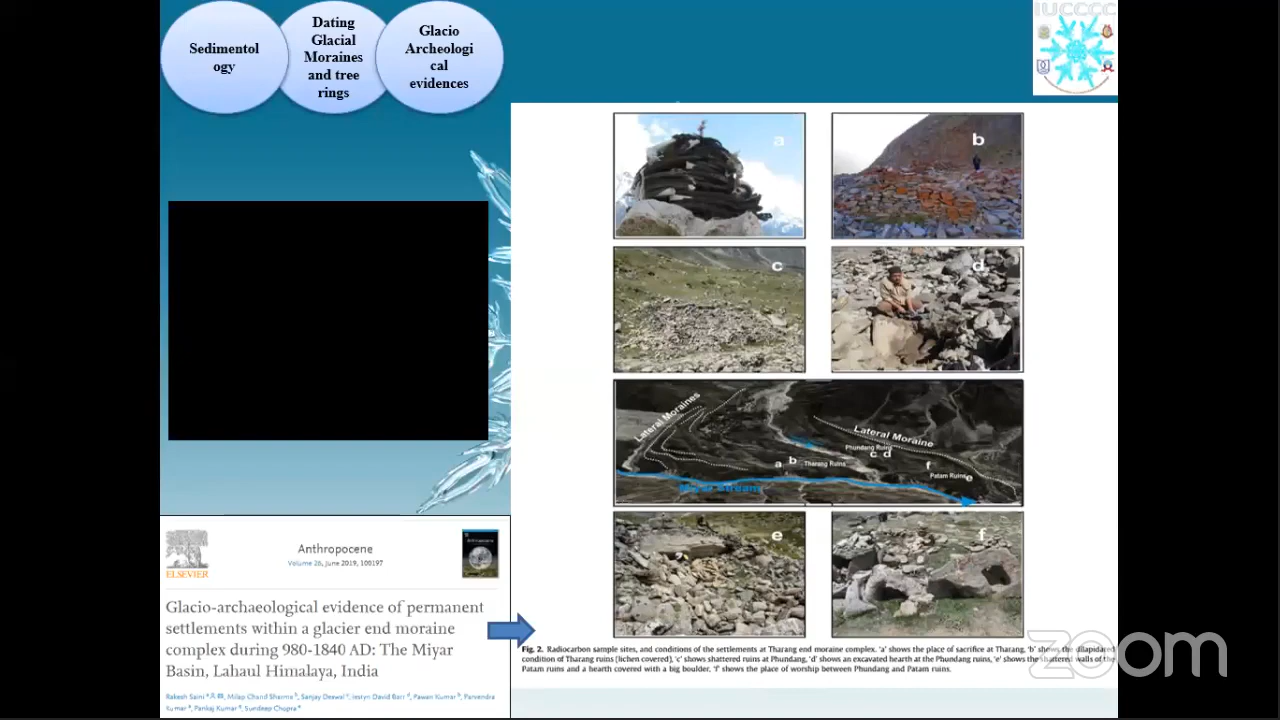 Sedimentol
ogy
Dating
Glacial
Moraines
and tree
rings
Glacio
Archeologi
cal
evidences
IUCCCC
a
b
c
d
Lateral Moraines
Lateral Moraine
Phundang Ruins
c d
a b Tharang Ruins
f
Patam Ruins e
Miyar Stream
e
f
ELSEVIER
Anthropocene
Volume 26, June 2019, 100197
Glacio-archaeological evidence of permanent
settlements within a glacier end moraine
complex during 980-1840 AD: The Miyar
Basin, Lahaul Himalaya, India
Rakesh Saini, Milap Chand Sharma, Sanjay Deswal, Iestyn David Barr, Pawan Kumar, Parvendra
Kumar, Pankaj Kumar, Sundeep Chopra
Fig. 2. Radiocarbon sample sites, and conditions of the settlements at Tharang end moraine complex. 'a' shows the place of sacrifice at Tharang, 'b' shows the dilapidated
condition of Tharang ruins (lichen covered), 'c' shows shattered ruins at Phundang, 'd' shows an excavated hearth at the Phundang ruins, 'e' shows the shattered walls of the
Patam ruins and a hearth covered with a big boulder, 'f' shows the place of worship between Phundang and Patam ruins.
zoom